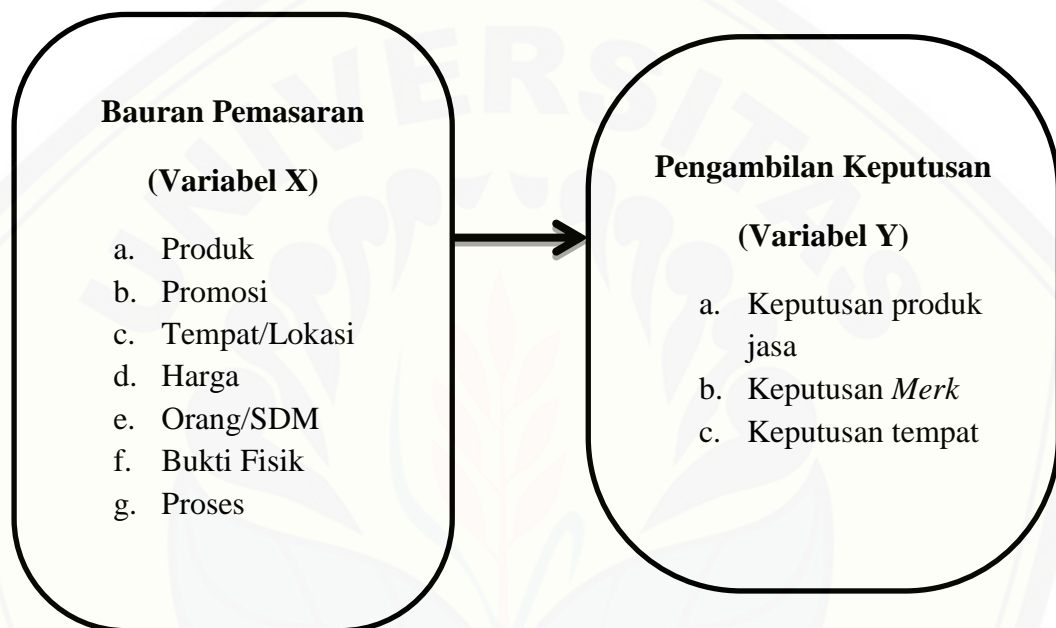 Bauran Pemasaran
(Variabel X)
a. Produk
b. Promosi
c. Tempat/Lokasi
d. Harga
e. Orang/SDM
f. Bukti Fisik
g. Proses
Pengambilan Keputusan
(Variabel Y)
a. Keputusan produk
jasa
b. Keputusan Merk
c. Keputusan tempat
UNIVERSITAS